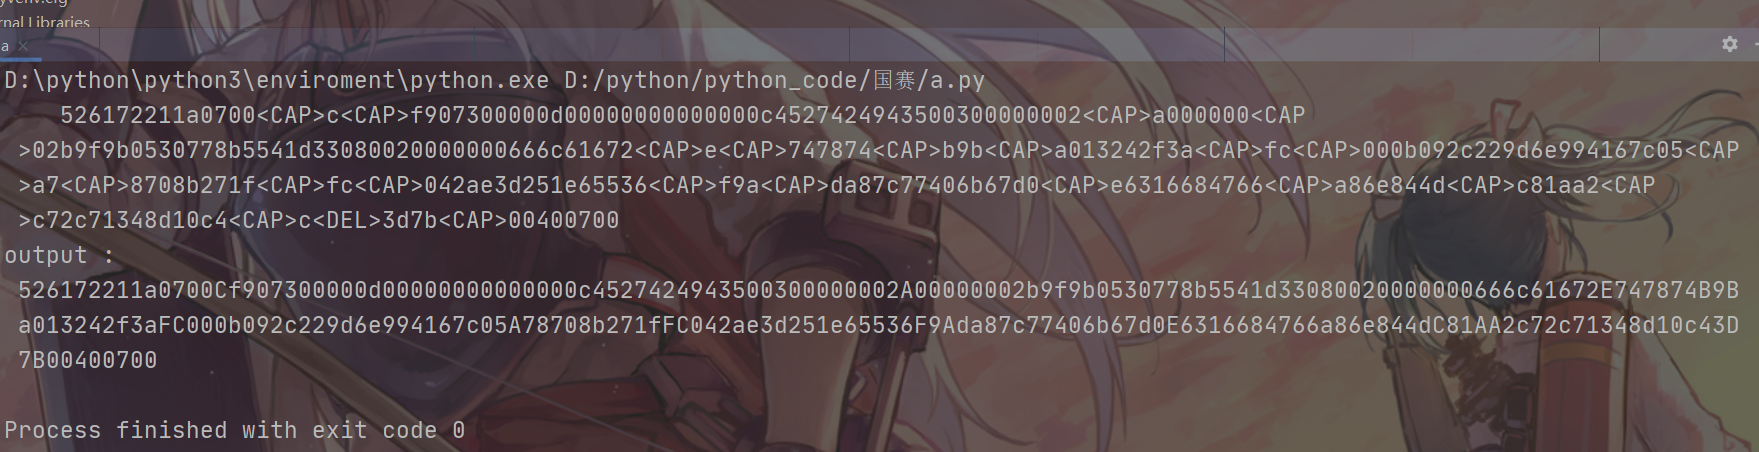 rnal Libraries
a
D:\python\python3\enviroment\python.exe D:/python/python_code/国赛/a.py
526172211a0700<CAP>c<CAP>f907300000d00000000000000c4527424943500300000002<CAP>a000000<CAP
>02b9f9b0530778b5541d33080020000000666c61672<CAP>e<CAP>747874<CAP>b9b<CAP>a013242f3a<CAP>fc<CAP>000b092c229d6e994167c05<CAP
>a7<CAP>8708b271f<CAP>fc<CAP>042ae3d251e65536<CAP>f9a<CAP>da87c77406b67d0<CAP>e6316684766<CAP>a86e844d<CAP>c81aa2<CAP
>c72c71348d10c4<CAP>c<DEL>3d7b<CAP>00400700
output :
526172211a0700Cf907300000d00000000000000c4527424943500300000002A00000002b9f9b0530778b5541d33080020000000666c61672E747874B9B
a013242f3aFC000b092c229d6e994167c05A78708b271fFC042ae3d251e65536F9Ada87c77406b67d0E6316684766a86e844dC81AA2c72c71348d10c43D
7B00400700
Process finished with exit code 0